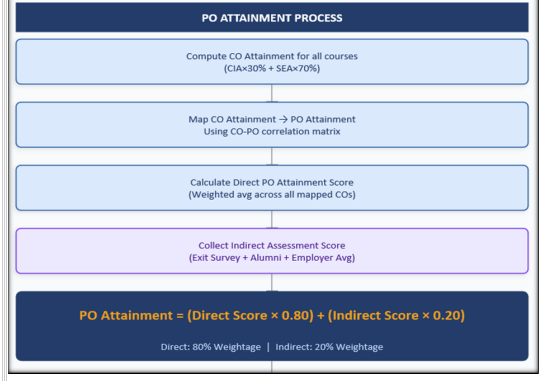 PO ATTAINMENT PROCESS
Compute CO Attainment for all courses
(CIA×30% + SEA×70%)
Map CO Attainment → PO Attainment
Using CO-PO correlation matrix
Calculate Direct PO Attainment Score
(Weighted avg across all mapped COs)
Collect Indirect Assessment Score
(Exit Survey + Alumni + Employer Avg)
PO Attainment = (Direct Score × 0.80) + (Indirect Score × 0.20)
Direct: 80% Weightage | Indirect: 20% Weightage